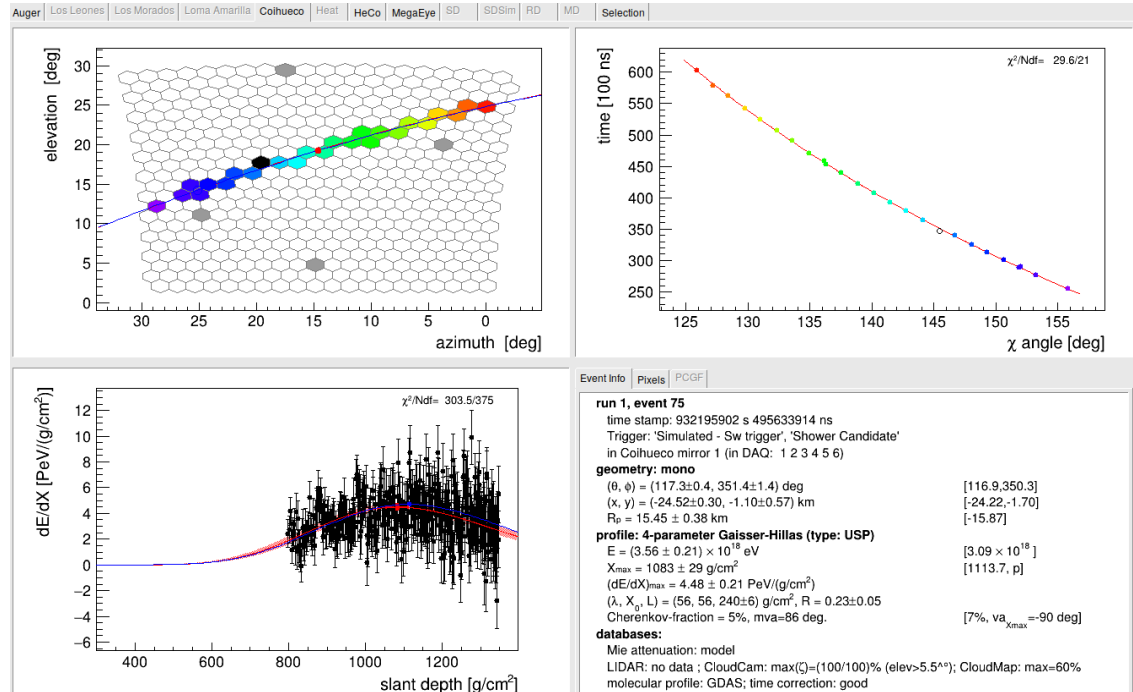 Auger Los Leones Los Morados Loma Amarilla Coihueco Heat HeCo MegaEye SD SDSim RD MD Selection
elevation [deg]
30
25
20
15
10
5
0
30 25 20 15 10 5 0
azimuth [deg]
χ²/Ndf= 29.6/21
time [100 ns]
600
550
500
450
400
350
300
250
125 130 135 140 145 150 155
χ angle [deg]
χ²/Ndf= 303.5/375
dE/dX [PeV/(g/cm²)]
12
10
8
6
4
2
0
−2
−4
−6
400 600 800 1000 1200
slant depth [g/cm²]
Event Info Pixels PCGF
run 1, event 75
time stamp: 932195902 s 495633914 ns
Trigger: 'Simulated - Sw trigger', 'Shower Candidate'
in Coihueco mirror 1 (in DAQ: 1 2 3 4 5 6)
geometry: mono
(θ, ϕ) = (117.3±0.4, 351.4±1.4) deg [116.9,350.3]
(x, y) = (-24.52±0.30, -1.10±0.57) km [-24.22,-1.70]
Rp = 15.45 ± 0.38 km [-15.87]
profile: 4-parameter Gaisser-Hillas (type: USP)
E = (3.56 ± 0.21) × 10¹⁸ eV [3.09 × 10¹⁸ ]
Xmax = 1083 ± 29 g/cm² [1113.7, p]
(dE/dX)max = 4.48 ± 0.21 PeV/(g/cm²)
(λ, X₀, L) = (56, 56, 240±6) g/cm², R = 0.23±0.05
Cherenkov-fraction = 5%, mva=86 deg. [7%, vaXmax=-90 deg]
databases:
Mie attenuation: model
LIDAR: no data ; CloudCam: max(ζ)=(100/100)% (elev>5.5^°); CloudMap: max=60%
molecular profile: GDAS; time correction: good